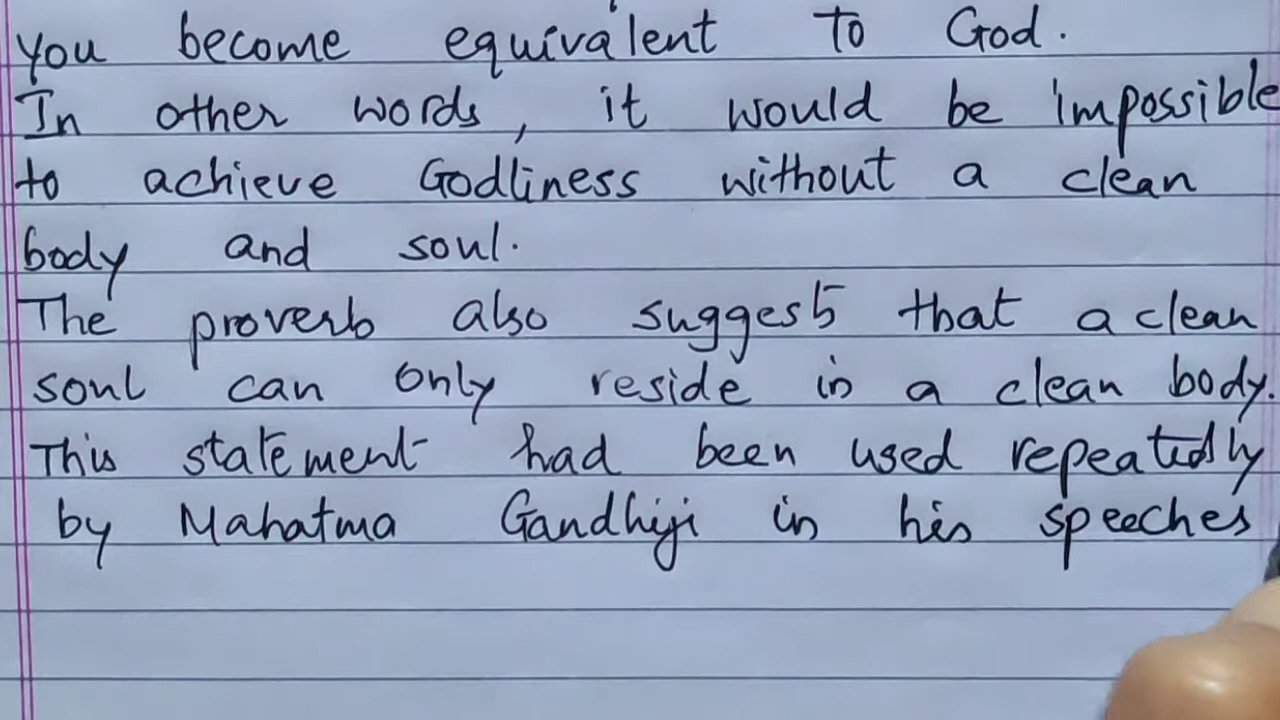 you become equivalent to God.
In other words, it would be impossible
to achieve Godliness without a clean
body and soul.
The proverb also suggests that a clean
soul can only reside in a clean body.
This statement had been used repeatedly
by Mahatma Gandhiji in his speeches